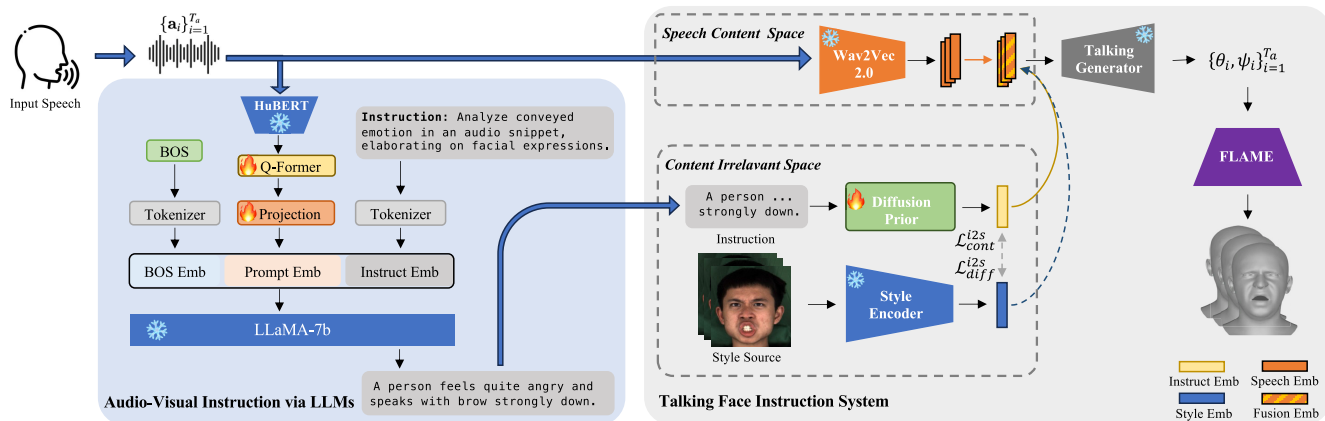 Input Speech
{a_i}_{i=1}^{T_a}
HuBERT
BOS
Q-Former
Tokenizer
Projection
Instruction: Analyze conveyed
emotion in an audio snippet,
elaborating on facial expressions.
Tokenizer
BOS Emb
Prompt Emb
Instruct Emb
LLaMA-7b
A person feels quite angry and
speaks with brow strongly down.
Audio-Visual Instruction via LLMs
Speech Content Space
Wav2Vec
2.0
Talking
Generator
{θ_i, ψ_i}_{i=1}^{T_a}
FLAME
Content Irrelavant Space
A person ...
strongly down.
Instruction
Diffusion
Prior
L_{cont}^{i2s}
L_{diff}^{i2s}
Style
Encoder
Style Source
Talking Face Instruction System
Instruct Emb
Speech Emb
Style Emb
Fusion Emb